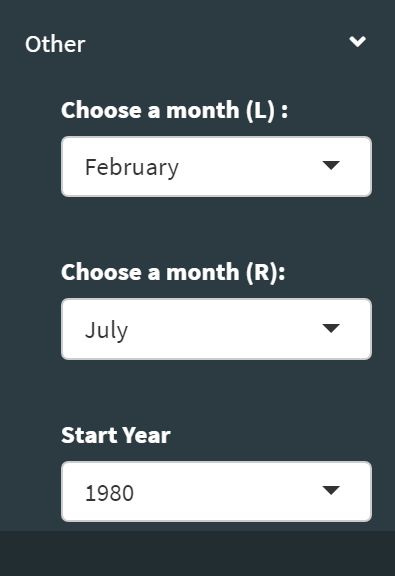 Other
Choose a month (L) :
February
Choose a month (R):
July
Start Year
1980